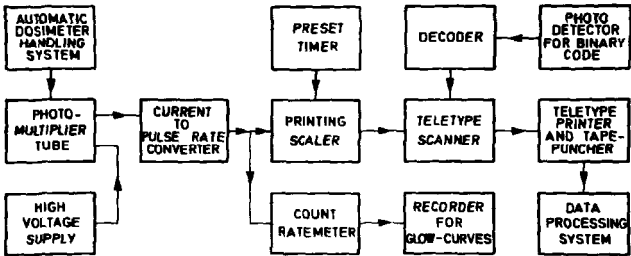 AUTOMATIC
DOSIMETER
HANDLING
SYSTEM
PRESET
TIMER
DECODER
PHOTO
DETECTOR
FOR BINARY
CODE
PHOTO-
MULTIPLIER
TUBE
CURRENT
TO
PULSE RATE
CONVERTER
PRINTING
SCALER
TELETYPE
SCANNER
TELETYPE
PRINTER
AND TAPE-
PUNCHER
HIGH
VOLTAGE
SUPPLY
COUNT
RATEMETER
RECORDER
FOR
GLOW-CURVES
DATA
PROCESSING
SYSTEM